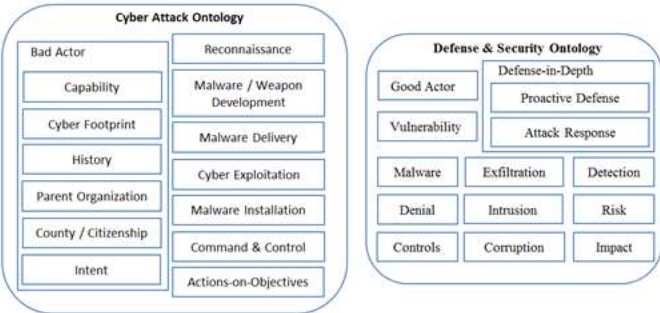 Cyber Attack Ontology
Bad Actor
Capability
Cyber Footprint
History
Parent Organization
County / Citizenship
Intent
Reconnaissance
Malware / Weapon
Development
Malware Delivery
Cyber Exploitation
Malware Installation
Command & Control
Actions-on-Objectives
Defense & Security Ontology
Good Actor
Vulnerability
Defense-in-Depth
Proactive Defense
Attack Response
Malware
Exfiltration
Detection
Denial
Intrusion
Risk
Controls
Corruption
Impact